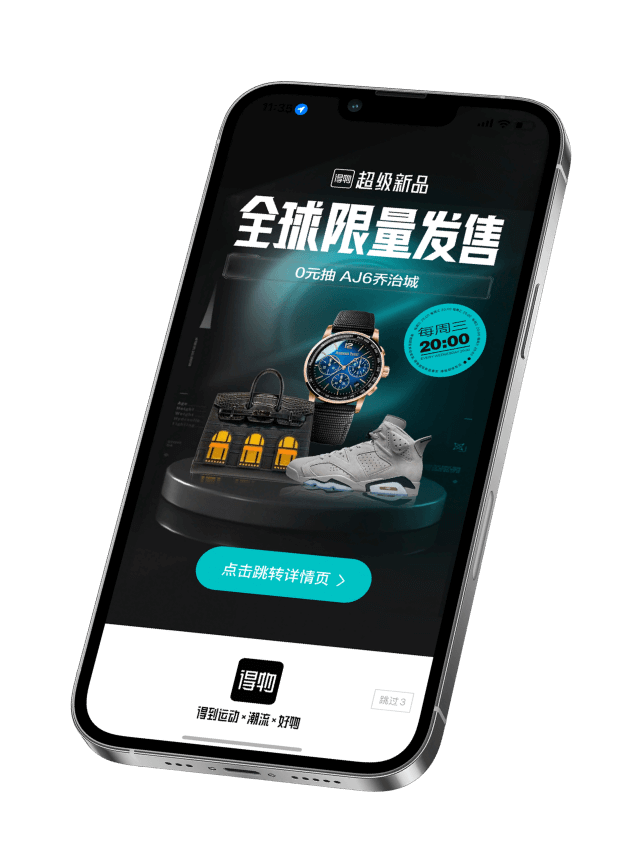 11:35
得物 超级新品
全球限量发售
0元抽 AJ6乔治城
每周三
20:00
点击跳转详情页 >
得物
跳过 3
得到运动×潮流×好物